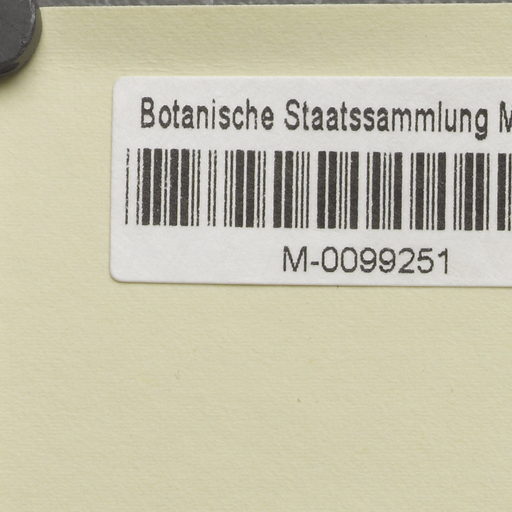 Botanische Staatssammlung M
M-0099251